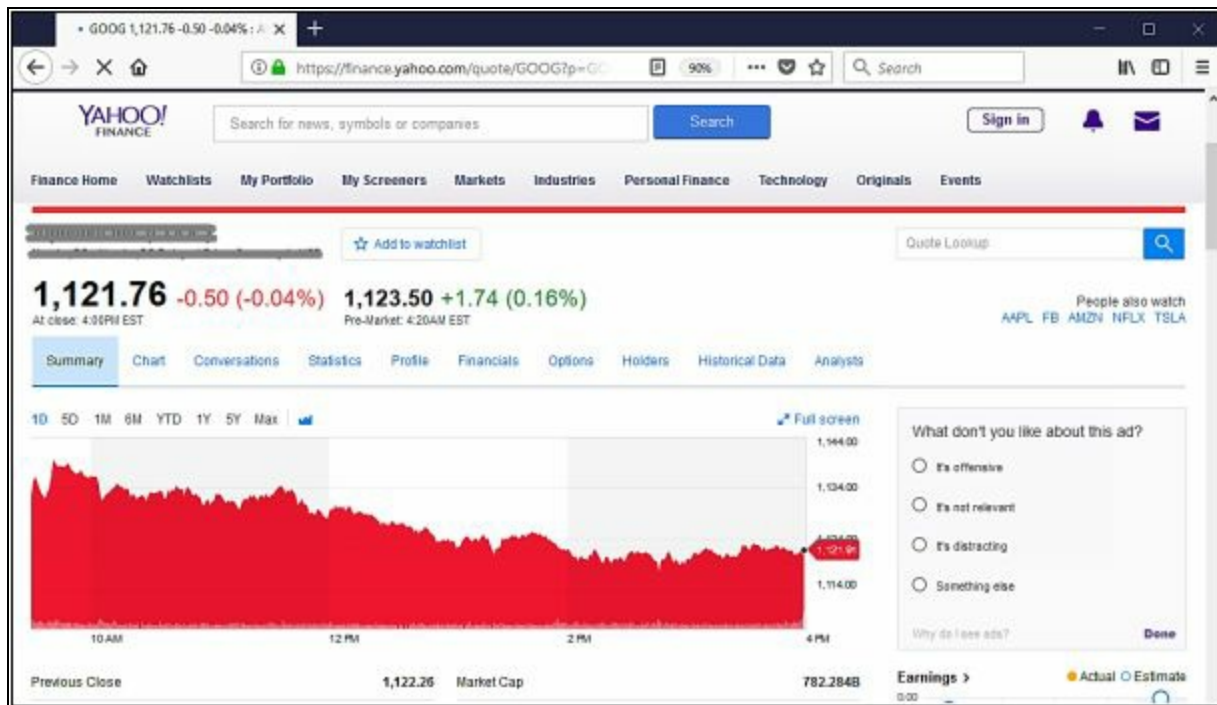 GOOG 1,121.76 -0.50 -0.04% : A
https://finance.yahoo.com/quote/GOOG?p=GO
90%
Search
YAHOO!
FINANCE
Search for news, symbols or companies
Search
Sign in
Finance Home Watchlists My Portfolio My Screeners Markets Industries Personal Finance Technology Originals Events
Add to watchlist
Quote Lookup
1,121.76 -0.50 (-0.04%) 1,123.50 +1.74 (0.16%)
At close: 4:00PM EST Pre-Market: 4:20AM EST
People also watch
AAPL FB AMZN NFLX TSLA
Summary Chart Conversations Statistics Profile Financials Options Holders Historical Data Analysts
1D 5D 1M 6M YTD 1Y 5Y Max Full screen
1,144.00
1,134.00
1,121.91
1,114.00
10 AM 12 PM 2 PM 4 PM
What don't you like about this ad?
It's offensive
It's not relevant
It's distracting
Something else
Why do I see ads? Done
Previous Close 1,122.26 Market Cap 782.284B
Earnings > Actual Estimate
0.00